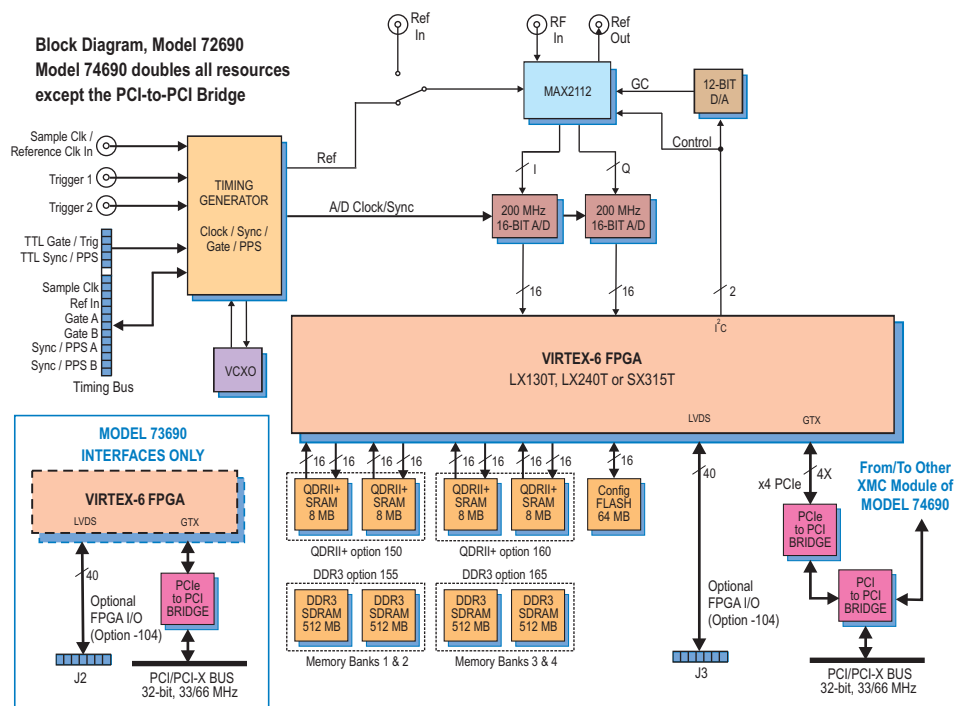 Block Diagram, Model 72690
Model 74690 doubles all resources
except the PCI-to-PCI Bridge
Ref
In
RF
In
Ref
Out
MAX2112
GC
12-BIT
D/A
Control
Sample Clk /
Reference Clk In
Trigger 1
Trigger 2
TTL Gate / Trig
TTL Sync / PPS
Sample Clk
Ref In
Gate A
Gate B
Sync / PPS A
Sync / PPS B
Timing Bus
TIMING
GENERATOR
Clock / Sync /
Gate / PPS
VCXO
Ref
A/D Clock/Sync
I
Q
200 MHz
16-BIT A/D
200 MHz
16-BIT A/D
16
16
2
I2C
VIRTEX-6 FPGA
LX130T, LX240T or SX315T
LVDS
GTX
16
16
16
16
16
16
16
16
16
40
4X
x4 PCIe
QDRII+
SRAM
8 MB
QDRII+
SRAM
8 MB
QDRII+
SRAM
8 MB
QDRII+
SRAM
8 MB
Config
FLASH
64 MB
QDRII+ option 150
QDRII+ option 160
DDR3 option 155
DDR3 option 165
DDR3
SDRAM
512 MB
DDR3
SDRAM
512 MB
DDR3
SDRAM
512 MB
DDR3
SDRAM
512 MB
Memory Banks 1 & 2
Memory Banks 3 & 4
Optional
FPGA I/O
(Option -104)
J3
PCIe
to PCI
BRIDGE
PCI
to PCI
BRIDGE
From/To Other
XMC Module of
MODEL 74690
PCI/PCI-X BUS
32-bit, 33/66 MHz
MODEL 73690
INTERFACES ONLY
VIRTEX-6 FPGA
LVDS
GTX
40
Optional
FPGA I/O
(Option -104)
PCIe
to PCI
BRIDGE
J2
PCI/PCI-X BUS
32-bit, 33/66 MHz